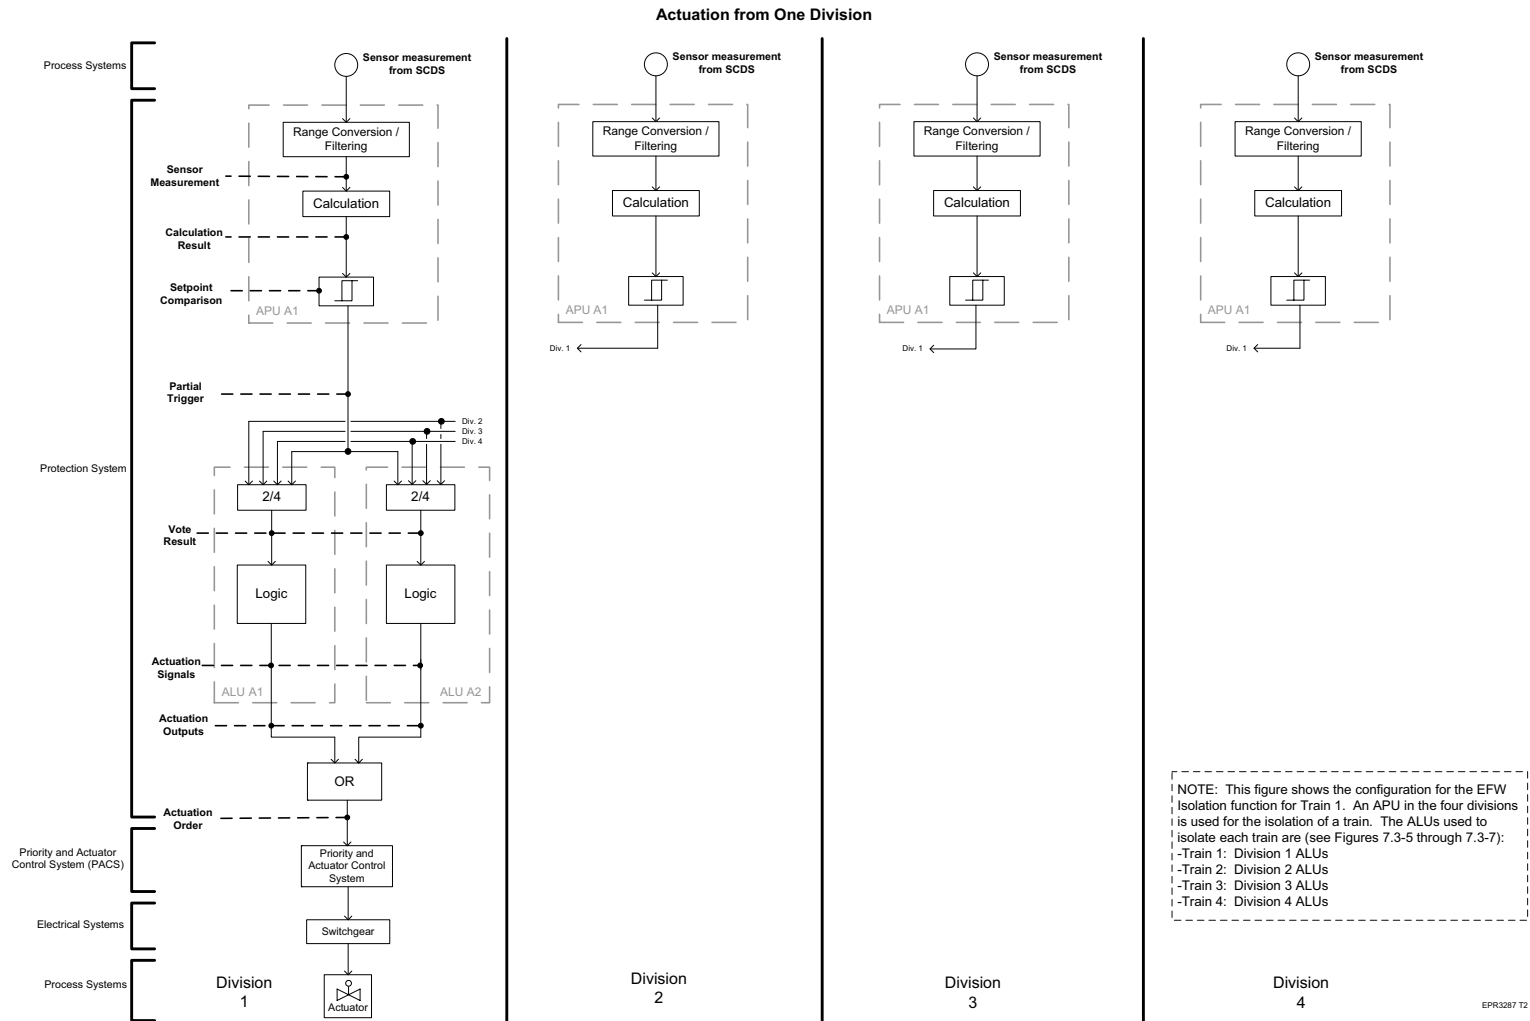 Actuation from One Division
Process Systems
Sensor measurement
from SCDS
Range Conversion /
Filtering
Sensor
Measurement
Calculation
Calculation
Result
Setpoint
Comparison
APU A1
Partial
Trigger
Div. 2
Div. 3
Div. 4
Protection System
2/4
2/4
Vote
Result
Logic
Logic
Actuation
Signals
ALU A1
ALU A2
Actuation
Outputs
OR
Actuation
Order
Priority and Actuator
Control System (PACS)
Priority and
Actuator Control
System
Electrical Systems
Switchgear
Process Systems
Actuator
Division
1
Sensor measurement
from SCDS
Range Conversion /
Filtering
Calculation
APU A1
Div. 1
Division
2
Sensor measurement
from SCDS
Range Conversion /
Filtering
Calculation
APU A1
Div. 1
Division
3
Sensor measurement
from SCDS
Range Conversion /
Filtering
Calculation
APU A1
Div. 1
NOTE: This figure shows the configuration for the EFW
Isolation function for Train 1. An APU in the four divisions
is used for the isolation of a train. The ALUs used to
isolate each train are (see Figures 7.3-5 through 7.3-7):
-Train 1: Division 1 ALUs
-Train 2: Division 2 ALUs
-Train 3: Division 3 ALUs
-Train 4: Division 4 ALUs
Division
4
EPR3287 T2